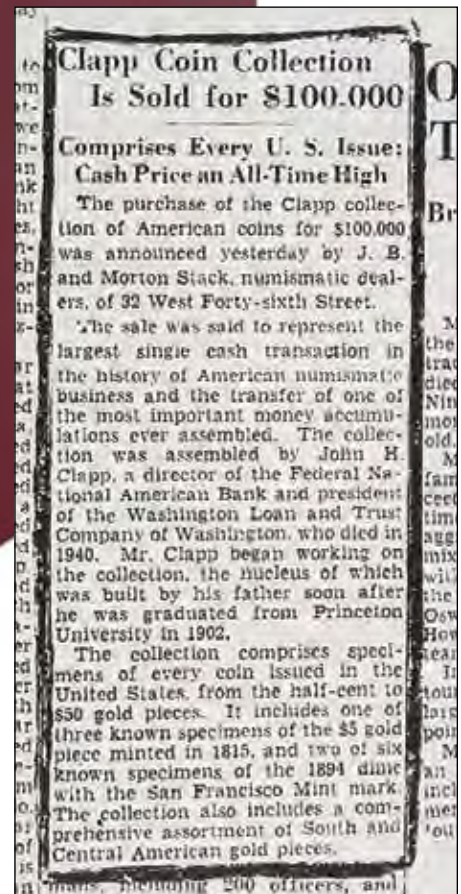 Clapp Coin Collection
Is Sold for $100.000
Comprises Every U. S. Issue:
Cash Price an All-Time High
The purchase of the Clapp collec-
tion of American coins for $100,000
was announced yesterday by J. B.
and Morton Stack, numismatic deal-
ers, of 32 West Forty-sixth Street.
The sale was said to represent the
largest single cash transaction in
the history of American numismatic
business and the transfer of one of
the most important money accumu-
lations ever assembled. The collec-
tion was assembled by John H.
Clapp, a director of the Federal Na-
tional American Bank and president
of the Washington Loan and Trust
Company of Washington, who died in
1940. Mr. Clapp began working on
the collection, the nucleus of which
was built by his father soon after
he was graduated from Princeton
University in 1902.
The collection comprises speci-
mens of every coin issued in the
United States, from the half-cent to
$50 gold pieces. It includes one of
three known specimens of the $5 gold
piece minted in 1815, and two of six
known specimens of the 1894 dime
with the San Francisco Mint mark.
The collection also includes a com-
prehensive assortment of South and
Central American gold pieces.
including 200 officers, and